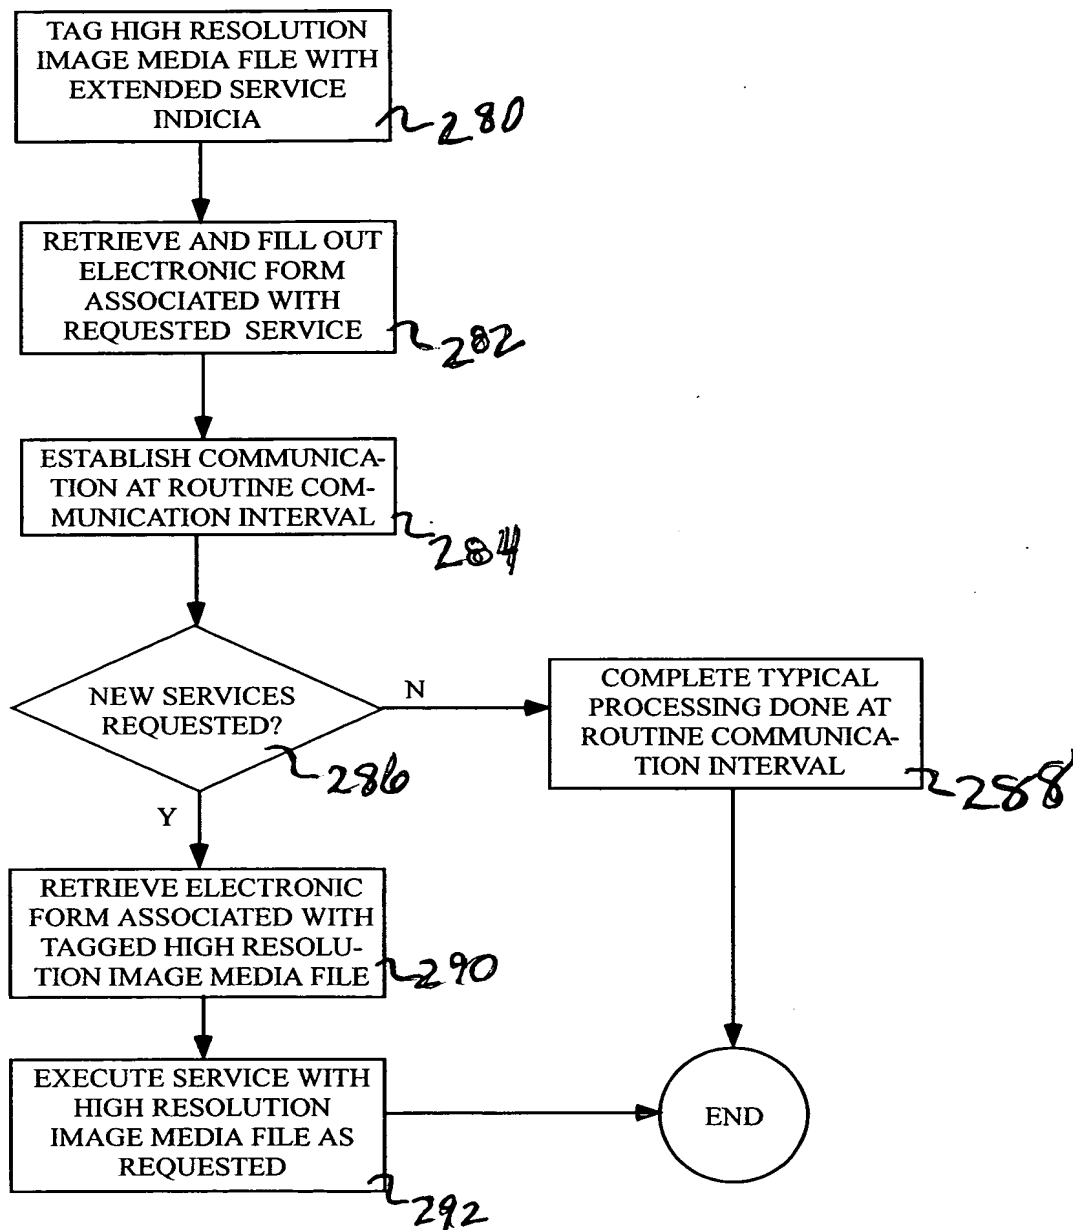 TAG HIGH RESOLUTION
IMAGE MEDIA FILE WITH
EXTENDED SERVICE
INDICIA
280
RETRIEVE AND FILL OUT
ELECTRONIC FORM
ASSOCIATED WITH
REQUESTED SERVICE
282
ESTABLISH COMMUNICA-
TION AT ROUTINE COM-
MUNICATION INTERVAL
284
NEW SERVICES
REQUESTED?
286
N
COMPLETE TYPICAL
PROCESSING DONE AT
ROUTINE COMMUNICA-
TION INTERVAL
288
Y
RETRIEVE ELECTRONIC
FORM ASSOCIATED WITH
TAGGED HIGH RESOLU-
TION IMAGE MEDIA FILE
290
EXECUTE SERVICE WITH
HIGH RESOLUTION
IMAGE MEDIA FILE AS
REQUESTED
292
END